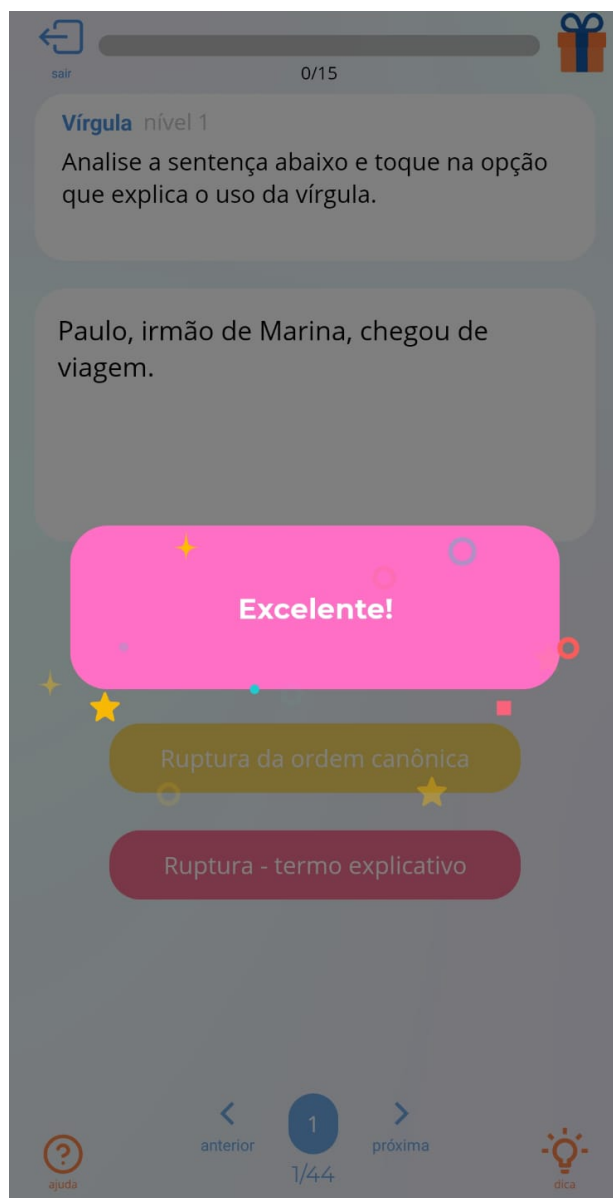 sair
0/15
Vírgula nível 1
Analise a sentença abaixo e toque na opção
que explica o uso da vírgula.
Paulo, irmão de Marina, chegou de
viagem.
Excelente!
Ruptura da ordem canônica
Ruptura - termo explicativo
anterior
1
próxima
1/44
ajuda
dica